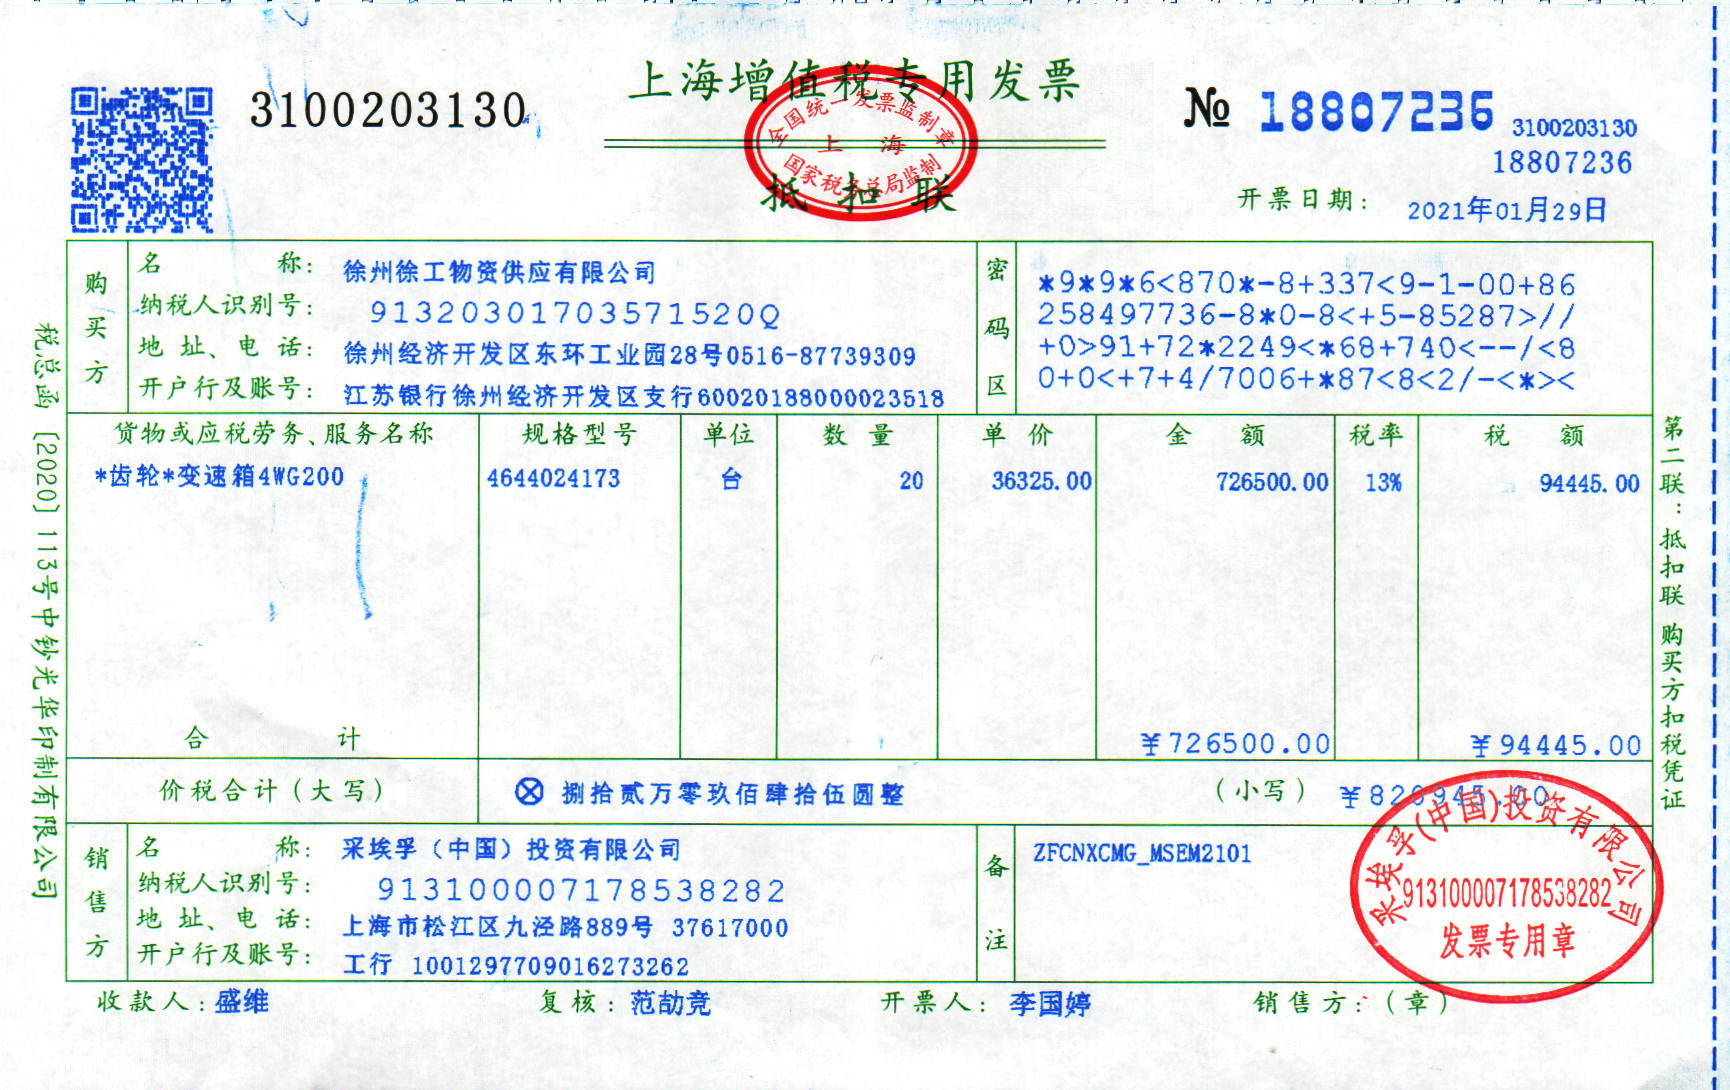 上海增值税专用发票
3100203130
№ 18807236
3100203130
18807236
全国统一发票监制章
上海
国家税务总局监制
抵扣联
开票日期： 2021年01月29日
购买方
名称： 徐州徐工物资供应有限公司
纳税人识别号： 91320301703571520Q
地址、电话： 徐州经济开发区东环工业园28号0516-87739309
开户行及账号： 江苏银行徐州经济开发区支行60020188000023518
密码区
*9*9*6<870*-8+337<9-1-00+86
258497736-8*0-8<+5-85287>//
+0>91+72*2249<*68+740<--/<8
0+0<+7+4/7006+*87<8<2/-<*><
货物或应税劳务、服务名称 规格型号 单位 数量 单价 金额 税率 税额
*齿轮*变速箱4WG200 4644024173 台 20 36325.00 726500.00 13% 94445.00
合计 ¥726500.00 ¥94445.00
价税合计（大写） ⊗捌拾贰万零玖佰肆拾伍圆整 （小写） ¥820945.00
销售方
名称： 采埃孚（中国）投资有限公司
纳税人识别号： 913100007178538282
地址、电话： 上海市松江区九泾路889号 37617000
开户行及账号： 工行 1001297709016273262
备注
ZFCNXCMG_MSEM2101
采埃孚(中国)投资有限公司
913100007178538282
发票专用章
收款人：盛维 复核：范劼竞 开票人：李国婷 销售方：（章）
税总函〔2020〕113号中钞光华印制有限公司
第二联：抵扣联 购买方扣税凭证